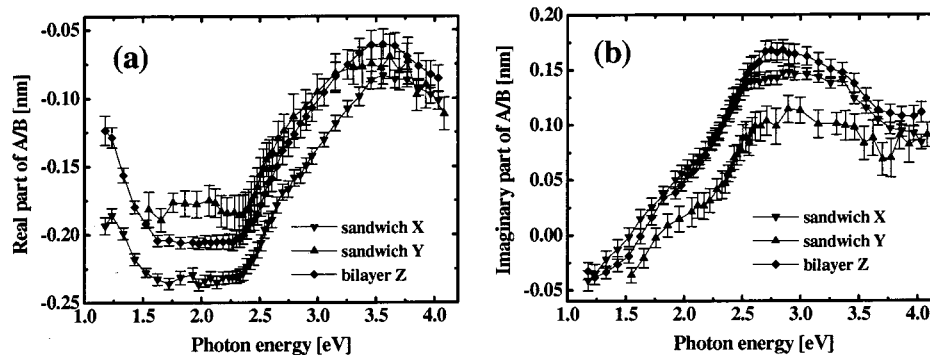 (a)
Real part of A/B [nm]
-0.05
-0.10
-0.15
-0.20
-0.25
1.0 1.5 2.0 2.5 3.0 3.5 4.0
Photon energy [eV]
sandwich X
sandwich Y
bilayer Z
(b)
Imaginary part of A/B [nm]
0.20
0.15
0.10
0.05
0.00
-0.05
1.0 1.5 2.0 2.5 3.0 3.5 4.0
Photon energy [eV]
sandwich X
sandwich Y
bilayer Z